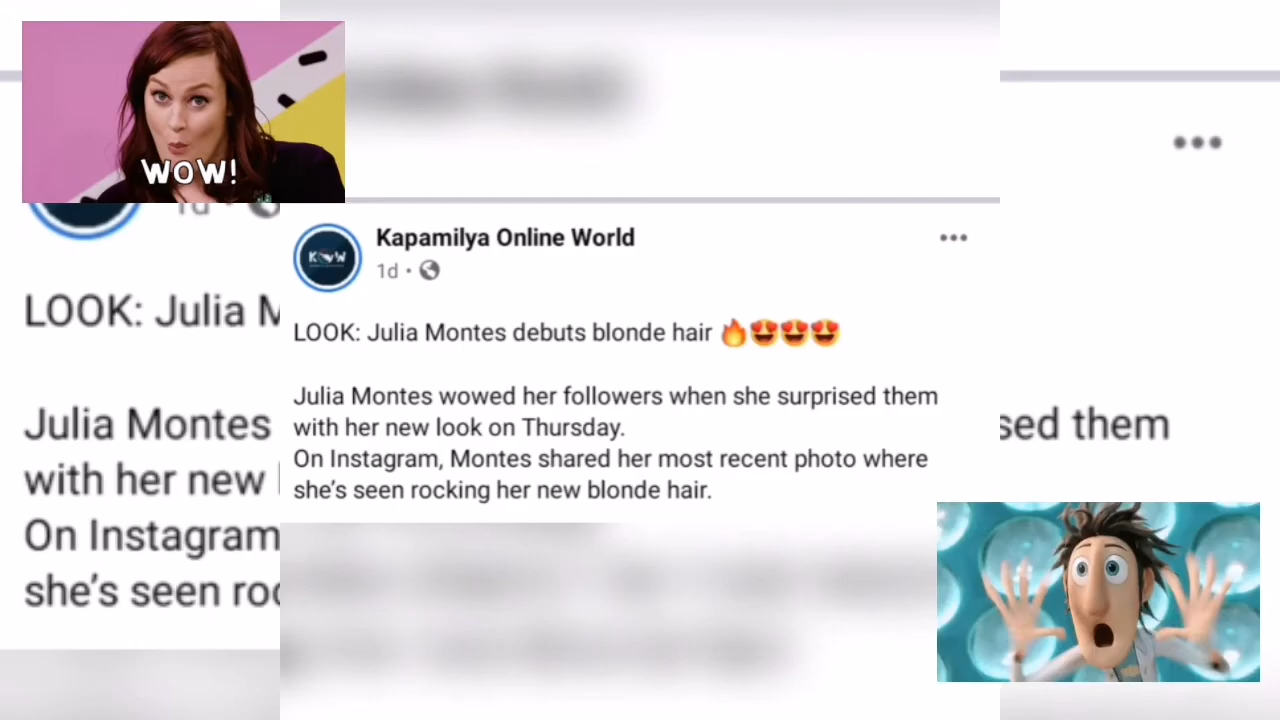 WOW!
1d
LOOK: Julia M
Julia Montes
with her new
On Instagram
she's seen
sed them
Kapamilya Online World
KOW
1d
LOOK: Julia Montes debuts blonde hair 🔥😍😍😍
Julia Montes wowed her followers when she surprised them
with her new look on Thursday.
On Instagram, Montes shared her most recent photo where
she's seen rocking her new blonde hair.